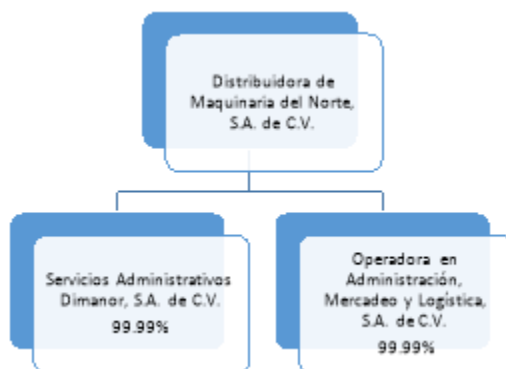 Distribuidora de
Maquinaria del Norte,
S.A. de C.V.
Servicios Administrativos
Dimanor, S.A. de C.V.
99.99%
Operadora en
Administración,
Mercadeo y Logística,
S.A. de C.V.
99.99%